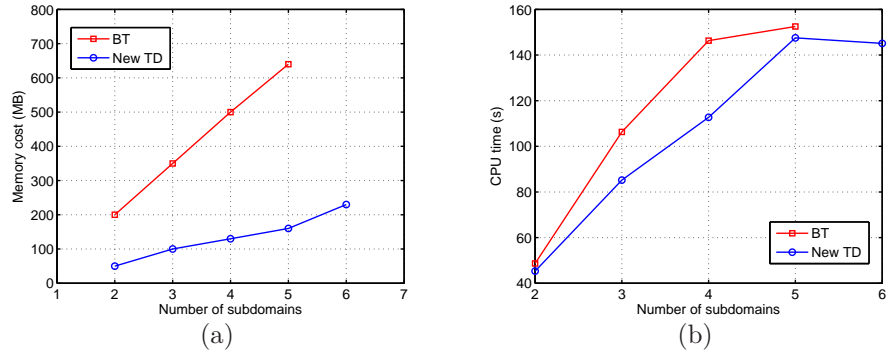 800
700
600
500
400
300
200
100
0
Memory cost (MB)
BT
New TD
1 2 3 4 5 6 7
Number of subdomains
(a)
160
140
120
100
80
60
40
CPU time (s)
BT
New TD
2 3 4 5 6
Number of subdomains
(b)